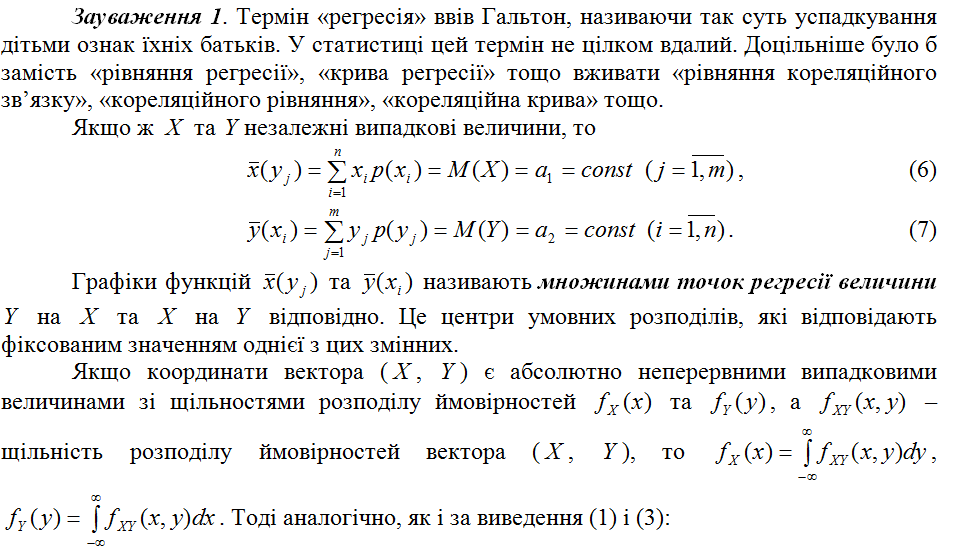 Зауваження 1. Термін «регресія» ввів Гальтон, називаючи так суть успадкування
дітьми ознак їхніх батьків. У статистиці цей термін не цілком вдалий. Доцільніше було б
замість «рівняння регресії», «крива регресії» тощо вживати «рівняння кореляційного
зв’язку», «кореляційного рівняння», «кореляційна крива» тощо.
Якщо ж X та Y незалежні випадкові величини, то
x̅(y_j) = ∑_{i=1}^{n} x_i p(x_i) = M(X) = a_1 = const (j = \overline{1,m}), (6)
y̅(x_i) = ∑_{j=1}^{m} y_j p(y_j) = M(Y) = a_2 = const (i = \overline{1,n}). (7)
Графіки функцій x̅(y_j) та y̅(x_i) називають множинами точок регресії величини
Y на X та X на Y відповідно. Це центри умовних розподілів, які відповідають
фіксованим значенням однієї з цих змінних.
Якщо координати вектора (X, Y) є абсолютно неперервними випадковими
величинами зі щільностями розподілу ймовірностей f_X(x) та f_Y(y), а f_{XY}(x, y) –
щільність розподілу ймовірностей вектора (X, Y), то f_X(x) = ∫_{-∞}^{∞} f_{XY}(x, y)dy,
f_Y(y) = ∫_{-∞}^{∞} f_{XY}(x, y)dx. Тоді аналогічно, як і за виведення (1) і (3):